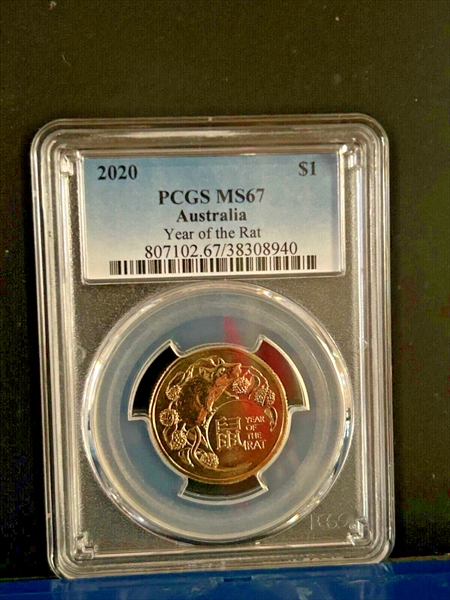 2020 $1
PCGS MS67
Australia
Year of the Rat
807102.67/38308940
鼠
YEAR
OF
THE
RAT
PCGS